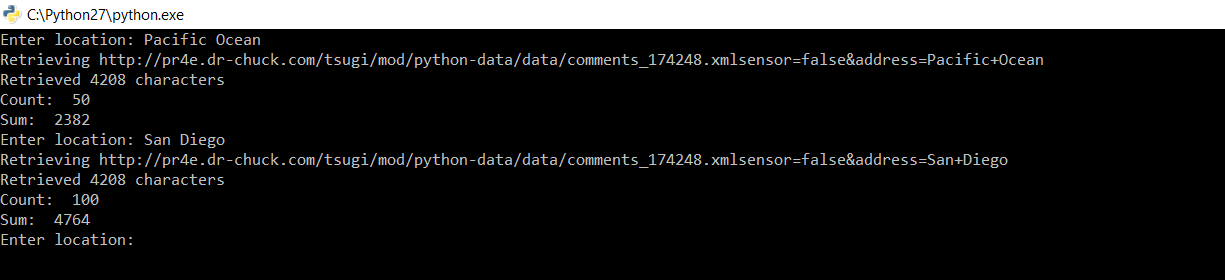 C:\Python27\python.exe
Enter location: Pacific Ocean
Retrieving http://pr4e.dr-chuck.com/tsugi/mod/python-data/data/comments_174248.xmlsensor=false&address=Pacific+Ocean
Retrieved 4208 characters
Count:  50
Sum:  2382
Enter location: San Diego
Retrieving http://pr4e.dr-chuck.com/tsugi/mod/python-data/data/comments_174248.xmlsensor=false&address=San+Diego
Retrieved 4208 characters
Count:  100
Sum:  4764
Enter location: